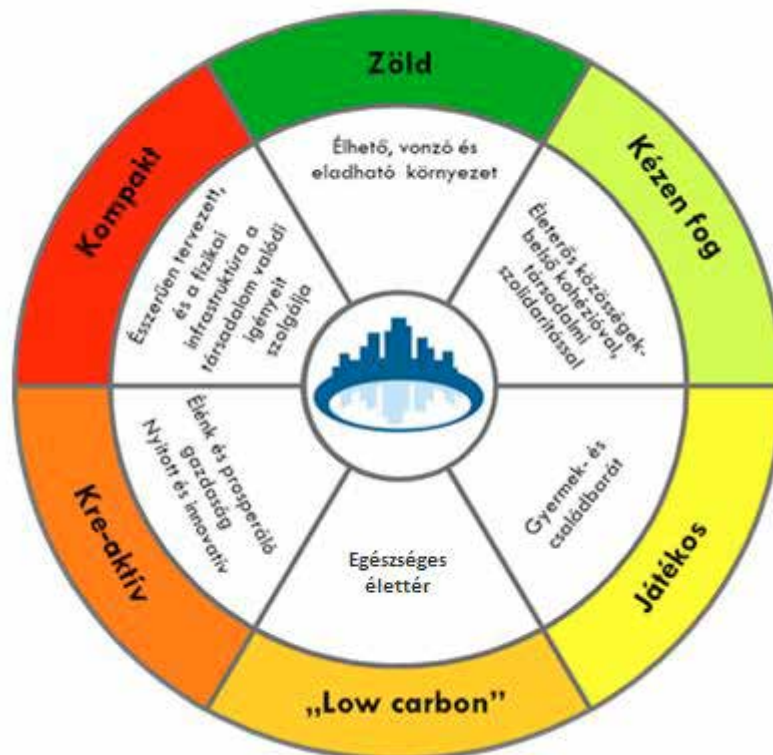 Zöld
Élhető, vonzó és
eladható környezet
Kézen fog
Életerős közösségek-
belső kohézióval,
társadalmi
szolidaritással
Játékos
Gyermek- és
családbarát
„Low carbon”
Egészséges
élettér
Kre-aktív
Élénk és prosperáló
gazdaság
Nyitott és innovatív
Kompakt
Ésszerűen tervezett,
és a fizikai
infrastruktúra a
társadalom valódi
igényeit
szolgálja